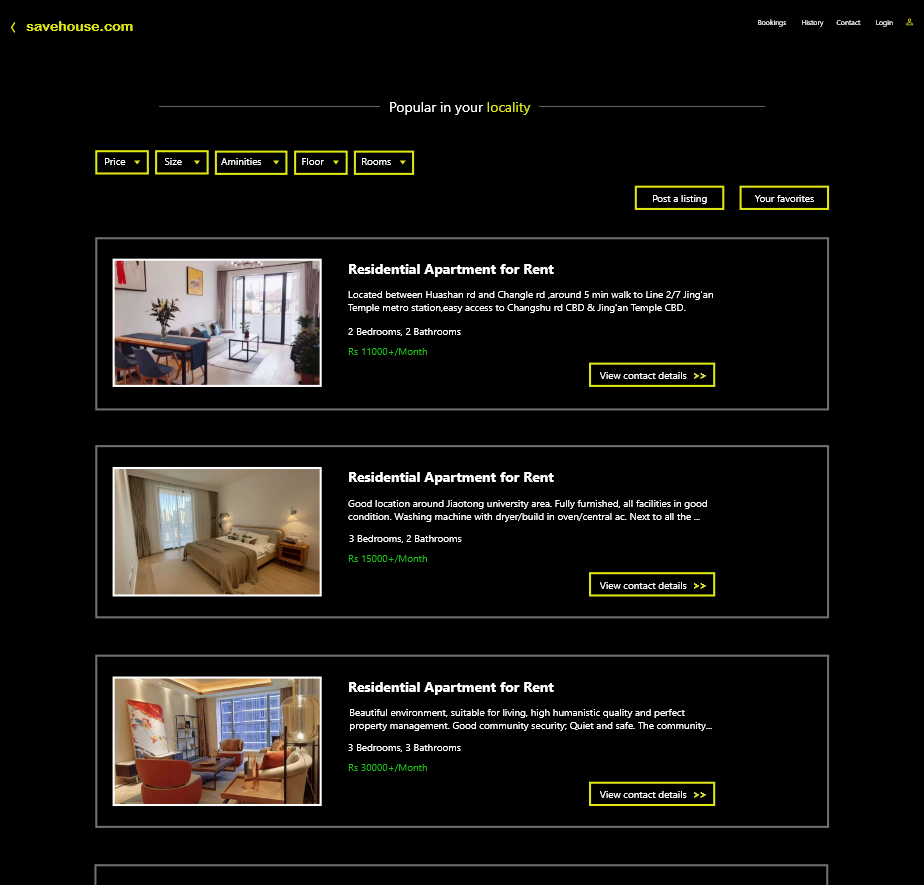 savehouse.com
Bookings History Contact Login
Popular in your locality
Price Size Aminities Floor Rooms
Post a listing Your favorites
Residential Apartment for Rent
Located between Huashan rd and Changle rd ,around 5 min walk to Line 2/7 Jing'an
Temple metro station,easy access to Changshu rd CBD & Jing'an Temple CBD.
2 Bedrooms, 2 Bathrooms
Rs 11000+/Month
View contact details >>
Residential Apartment for Rent
Good location around Jiaotong university area. Fully furnished, all facilities in good
condition. Washing machine with dryer/build in oven/central ac. Next to all the ...
3 Bedrooms, 2 Bathrooms
Rs 15000+/Month
View contact details >>
Residential Apartment for Rent
Beautiful environment, suitable for living, high humanistic quality and perfect
property management. Good community security; Quiet and safe. The community...
3 Bedrooms, 3 Bathrooms
Rs 30000+/Month
View contact details >>